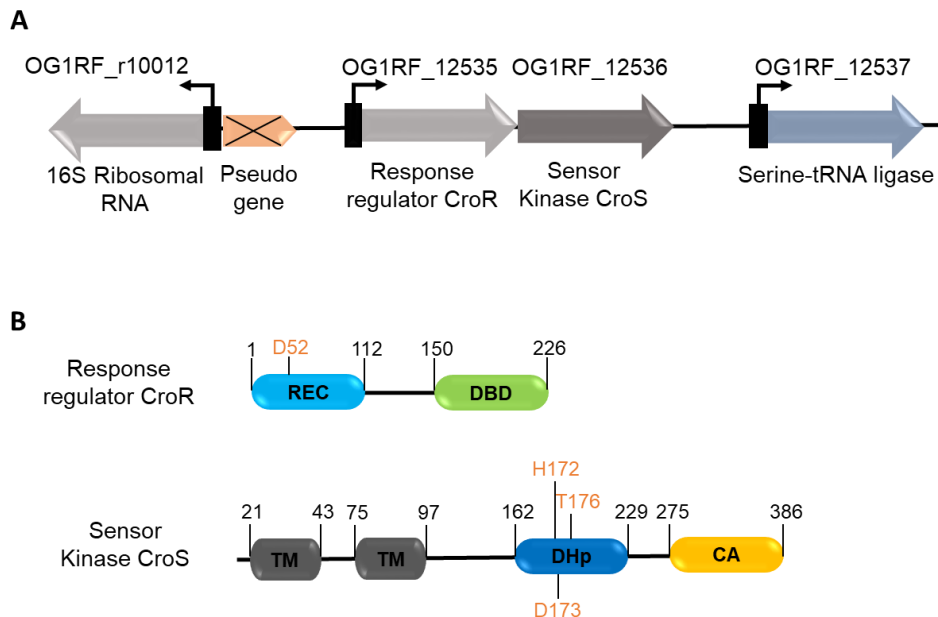 A
OG1RF_r10012
OG1RF_12535 OG1RF_12536
OG1RF_12537
16S Ribosomal
RNA
Pseudo
gene
Response
regulator CroR
Sensor
Kinase CroS
Serine-tRNA ligase
B
Response
regulator CroR
1 D52 112 150 226
REC DBD
Sensor
Kinase CroS
H172
T176
21 43 75 97 162 229 275 386
TM TM DHp CA
D173